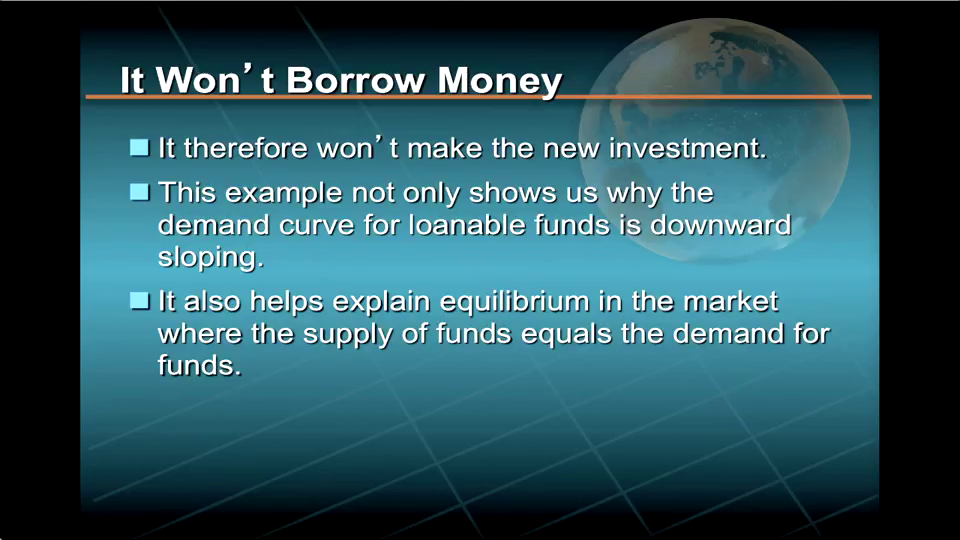 It Won’t Borrow Money
It therefore won’t make the new investment.
This example not only shows us why the
demand curve for loanable funds is downward
sloping.
It also helps explain equilibrium in the market
where the supply of funds equals the demand for
funds.